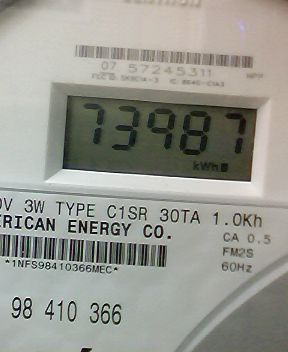 07 57245311
73987
kWh
0V 3W TYPE C1SR 30TA 1.0Kh
ERICAN ENERGY CO.
CA 0.5
FM2S
60Hz
*1NFS98410366MEC*
98 410 366